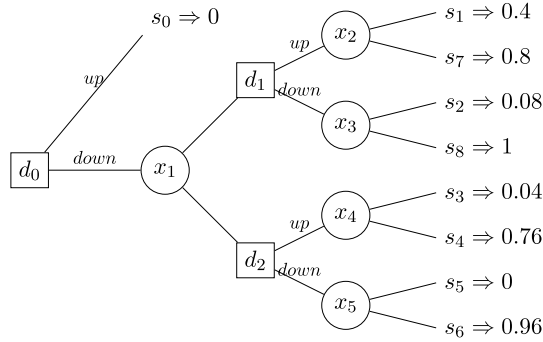 s₀ ⇒ 0
s₁ ⇒ 0.4
up
x₂
s₇ ⇒ 0.8
up
d₁
down
s₂ ⇒ 0.08
x₃
s₈ ⇒ 1
down
d₀
x₁
s₃ ⇒ 0.04
up
x₄
s₄ ⇒ 0.76
d₂
down
s₅ ⇒ 0
x₅
s₆ ⇒ 0.96